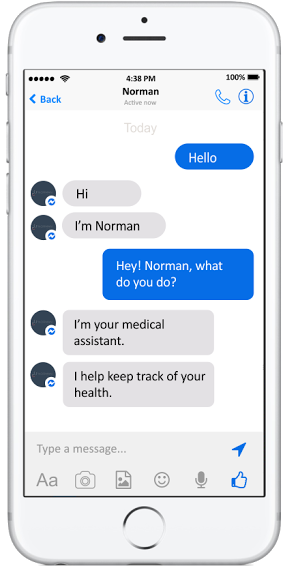 4:38 PM
100%
Back
Norman
Active now
Today
Hello
Hi
I'm Norman
Hey! Norman, what
do you do?
I'm your medical
assistant.
I help keep track of your
health.
Type a message...
Aa